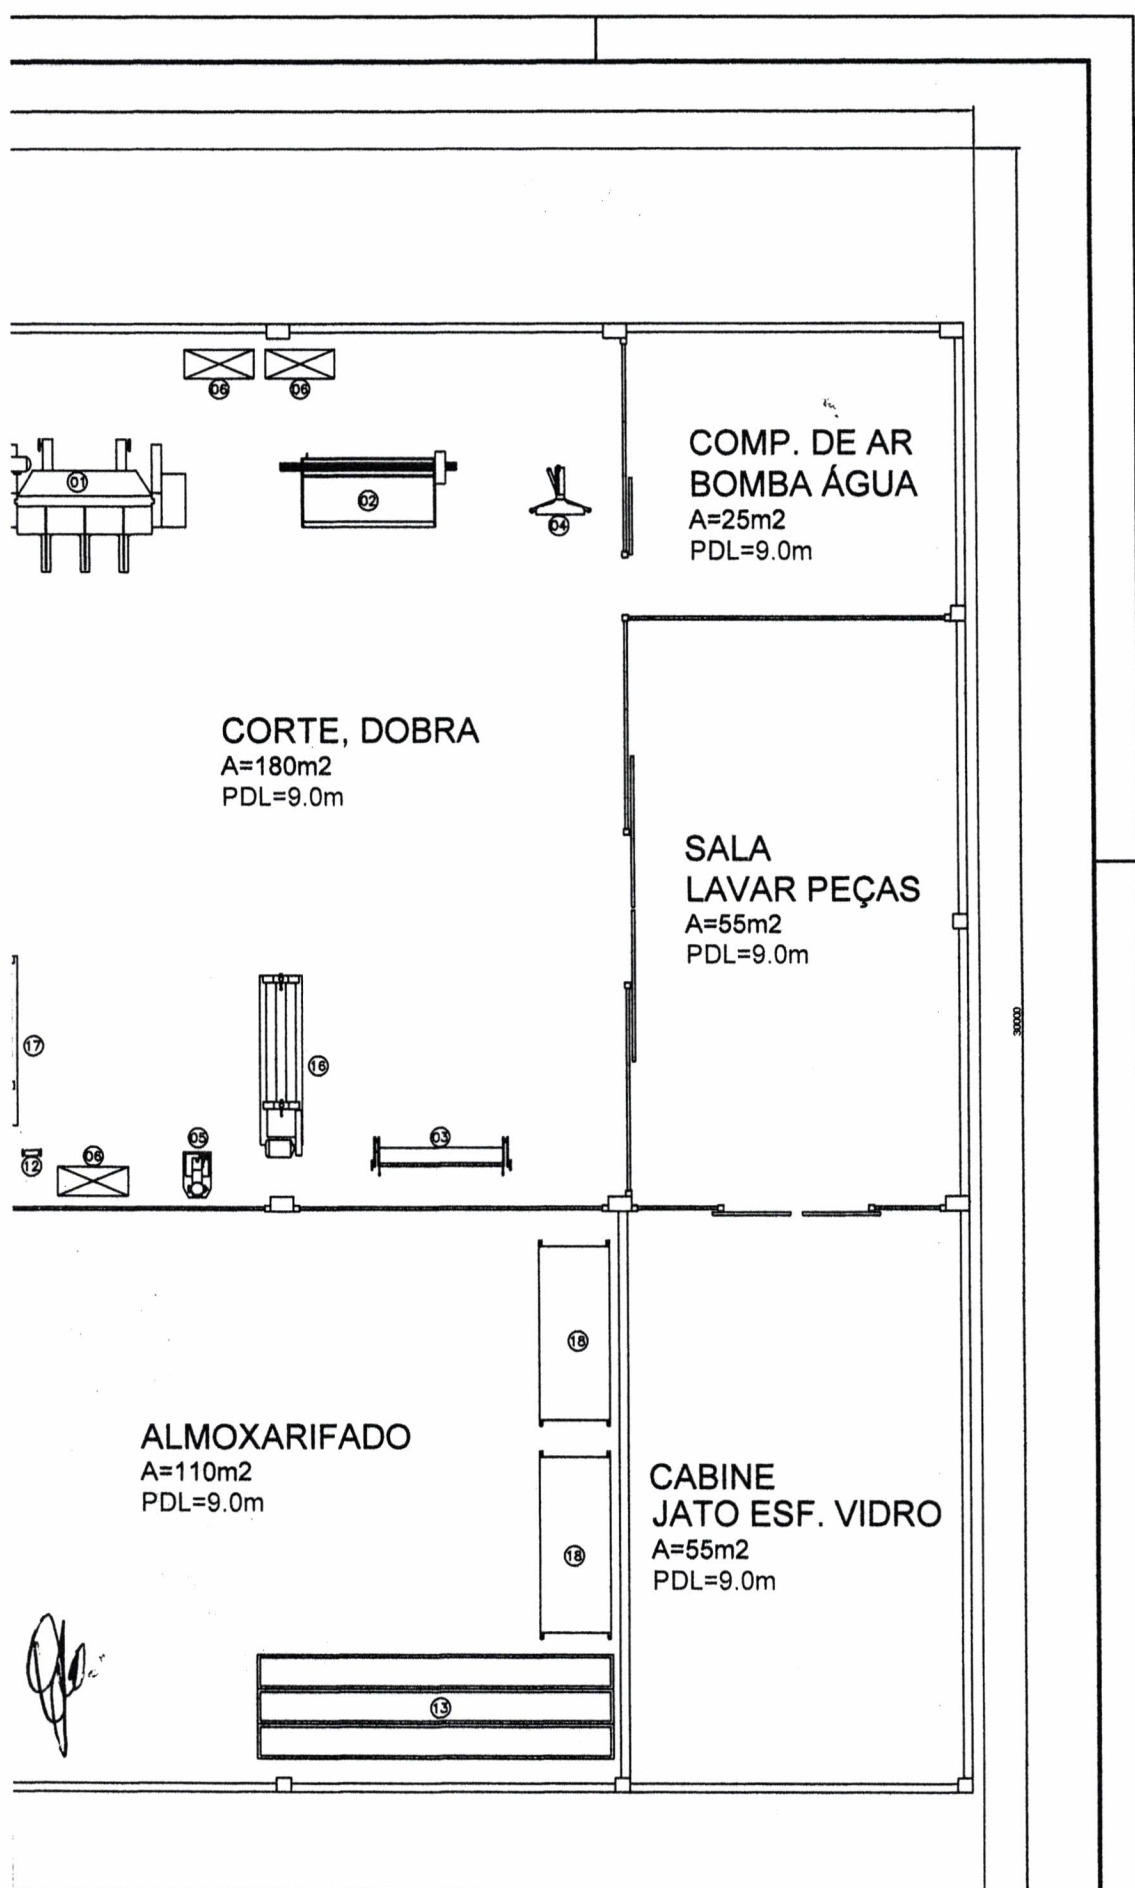 06
06
01
02
04
COMP. DE AR
BOMBA ÁGUA
A=25m2
PDL=9.0m
CORTE, DOBRA
A=180m2
PDL=9.0m
SALA
LAVAR PEÇAS
A=55m2
PDL=9.0m
30000
17
16
12
06
05
03
18
ALMOXARIFADO
A=110m2
PDL=9.0m
CABINE
JATO ESF. VIDRO
A=55m2
PDL=9.0m
18
13